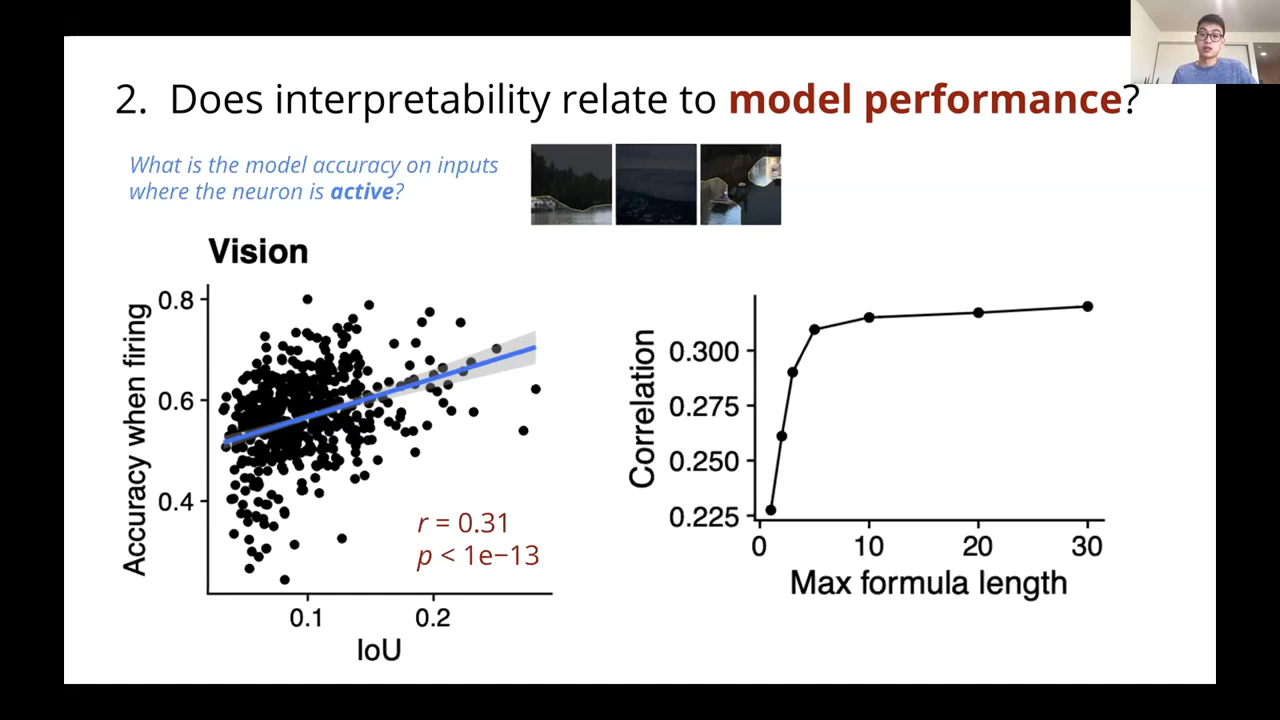 2. Does interpretability relate to model performance?
What is the model accuracy on inputs
where the neuron is active?
Vision
Accuracy when firing
0.8
0.6
0.4
r = 0.31
p < 1e−13
0.1
0.2
IoU
Correlation
0.300
0.275
0.250
0.225
0
10
20
30
Max formula length